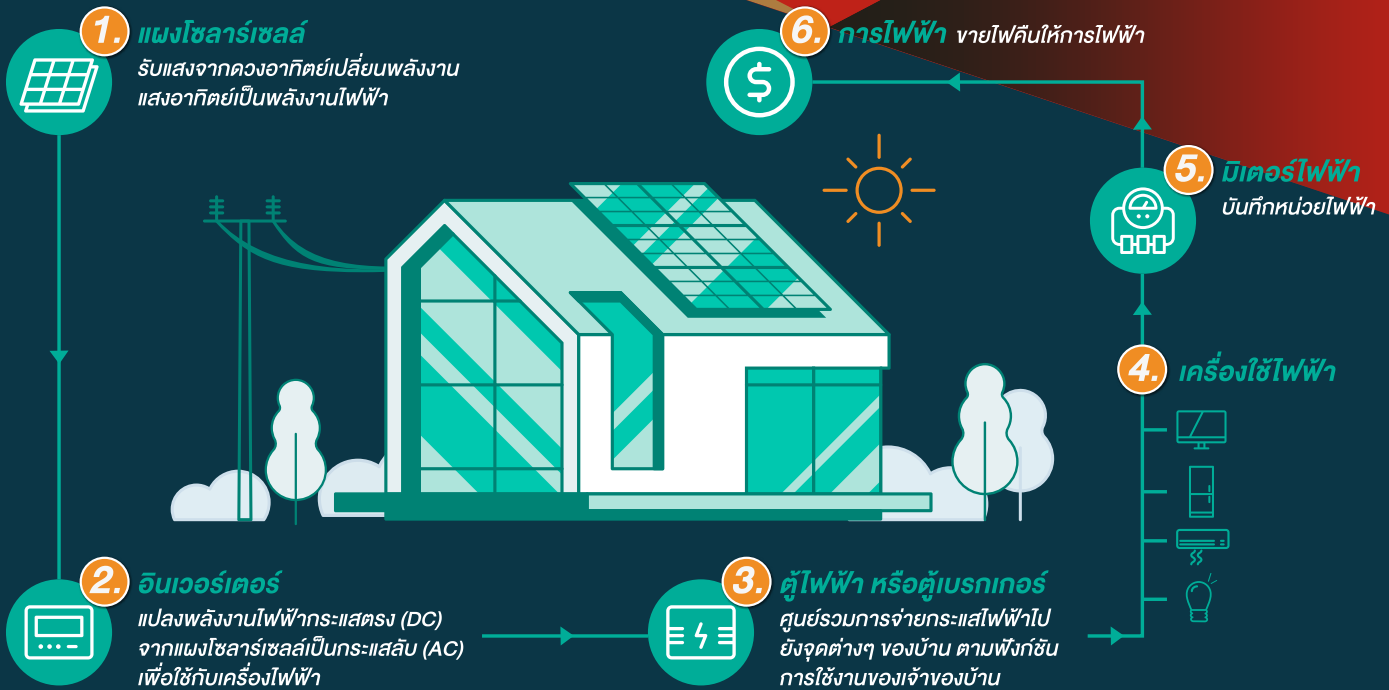 1. แผงโซลาร์เซลล์
รับแสงจากดวงอาทิตย์เปลี่ยนพลังงาน
แสงอาทิตย์เป็นพลังงานไฟฟ้า
2. อินเวอร์เตอร์
แปลงพลังงานไฟฟ้ากระแสตรง (DC)
จากแผงโซลาร์เซลล์เป็นกระแสลับ (AC)
เพื่อใช้กับเครื่องไฟฟ้า
3. ตู้ไฟฟ้า หรือตู้เบรกเกอร์
ศูนย์รวมการจ่ายกระแสไฟฟ้าไป
ยังจุดต่างๆ ของบ้าน ตามฟังก์ชัน
การใช้งานของเจ้าของบ้าน
4. เครื่องใช้ไฟฟ้า
5. มิเตอร์ไฟฟ้า
บันทึกหน่วยไฟฟ้า
6. การไฟฟ้า ขายไฟคืนให้การไฟฟ้า
$